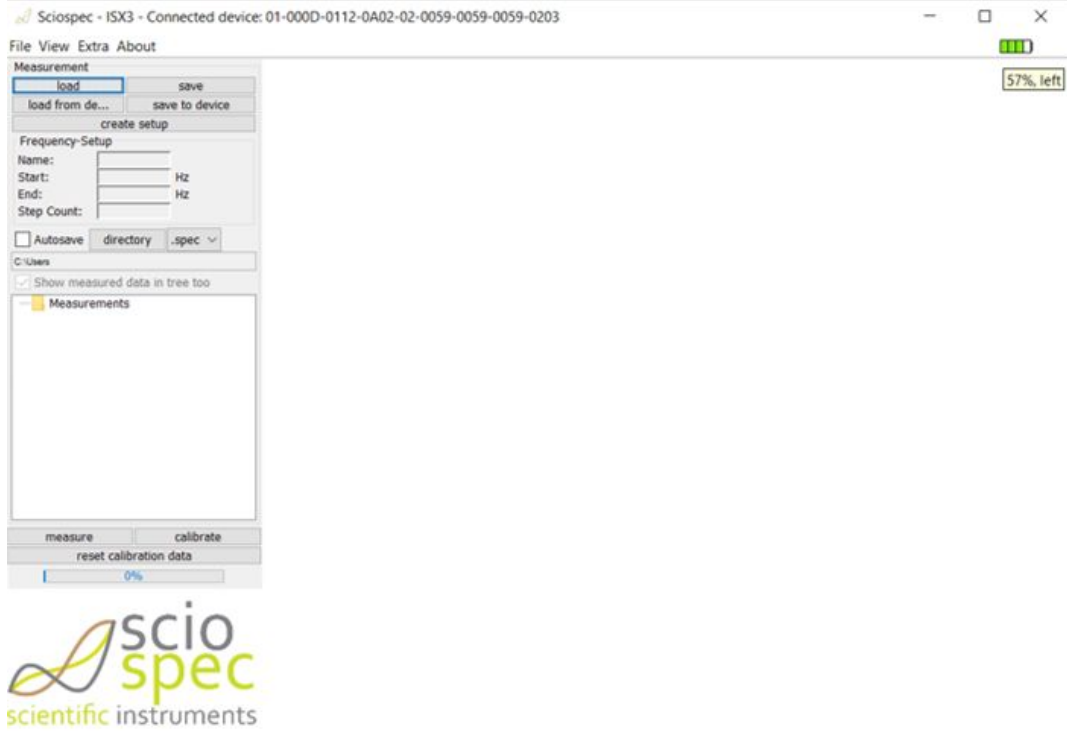 Sciospec - ISX3 - Connected device: 01-000D-0112-0A02-02-0059-0059-0059-0203
File View Extra About
57%, left
Measurement
load save
load from de... save to device
create setup
Frequency-Setup
Name:
Start: Hz
End: Hz
Step Count:
Autosave directory .spec
C:\Users
Show measured data in tree too
Measurements
measure calibrate
reset calibration data
0%
scio
spec
scientific instruments